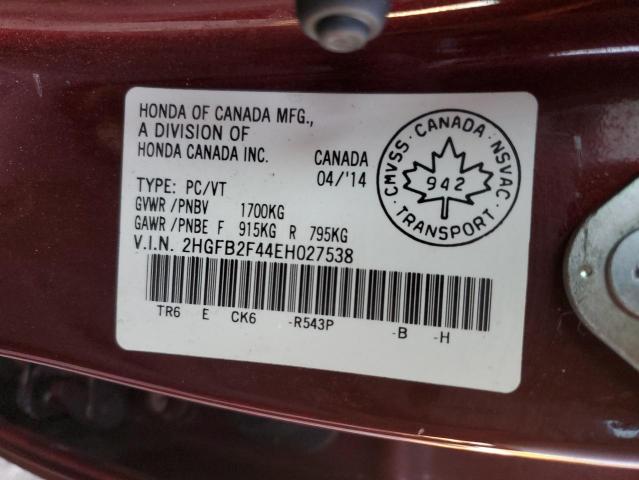 HONDA OF CANADA MFG.,
A DIVISION OF
HONDA CANADA INC. CANADA
04/'14
TYPE: PC/VT
GVWR/PNBV 1700KG
GAWR/PNBE F 915KG R 795KG
V.I.N. 2HGFB2F44EH027538
TR6 E CK6 -R543P -B -H
CMVSS · CANADA · NSVAC
942
TRANSPORT